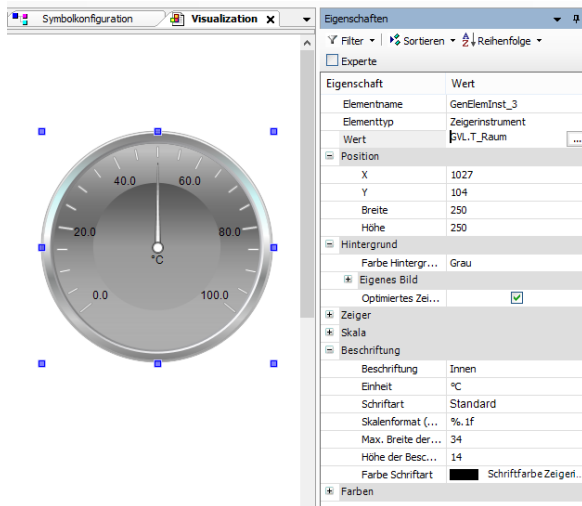 Symbolkonfiguration
Visualization
Eigenschaften
Filter
Sortieren
Reihenfolge
Experte
Eigenschaft Wert
Elementname GenElemInst_3
Elementtyp Zeigerinstrument
Wert GVL.T_Raum ...
Position
X 1027
Y 104
Breite 250
Höhe 250
Hintergrund
Farbe Hintergr... Grau
Eigenes Bild
Optimiertes Zei...
Zeiger
Skala
Beschriftung
Beschriftung Innen
Einheit °C
Schriftart Standard
Skalenformat (... %.1f
Max. Breite der... 34
Höhe der Besc... 14
Farbe Schriftart Schriftfarbe Zeigeri...
Farben
40.0 60.0
20.0 80.0
°C
0.0 100.0